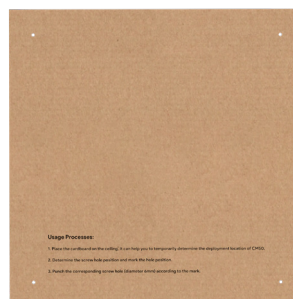 Usage Processes:
1. Place the cardboard on the ceiling, it can help you to temporarily determine the deployment location of CM50.
2. Determine the screw hole position and mark the hole position.
3. Punch the corresponding screw hole (diameter 6mm) according to the mark.